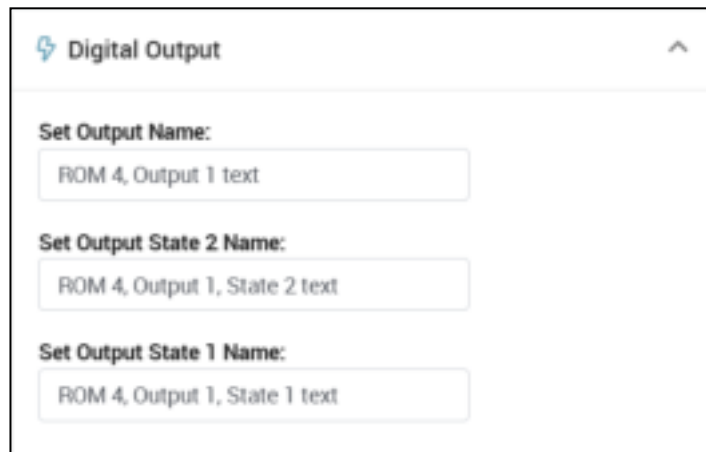 Digital Output
Set Output Name:
ROM 4, Output 1 text
Set Output State 2 Name:
ROM 4, Output 1, State 2 text
Set Output State 1 Name:
ROM 4, Output 1, State 1 text